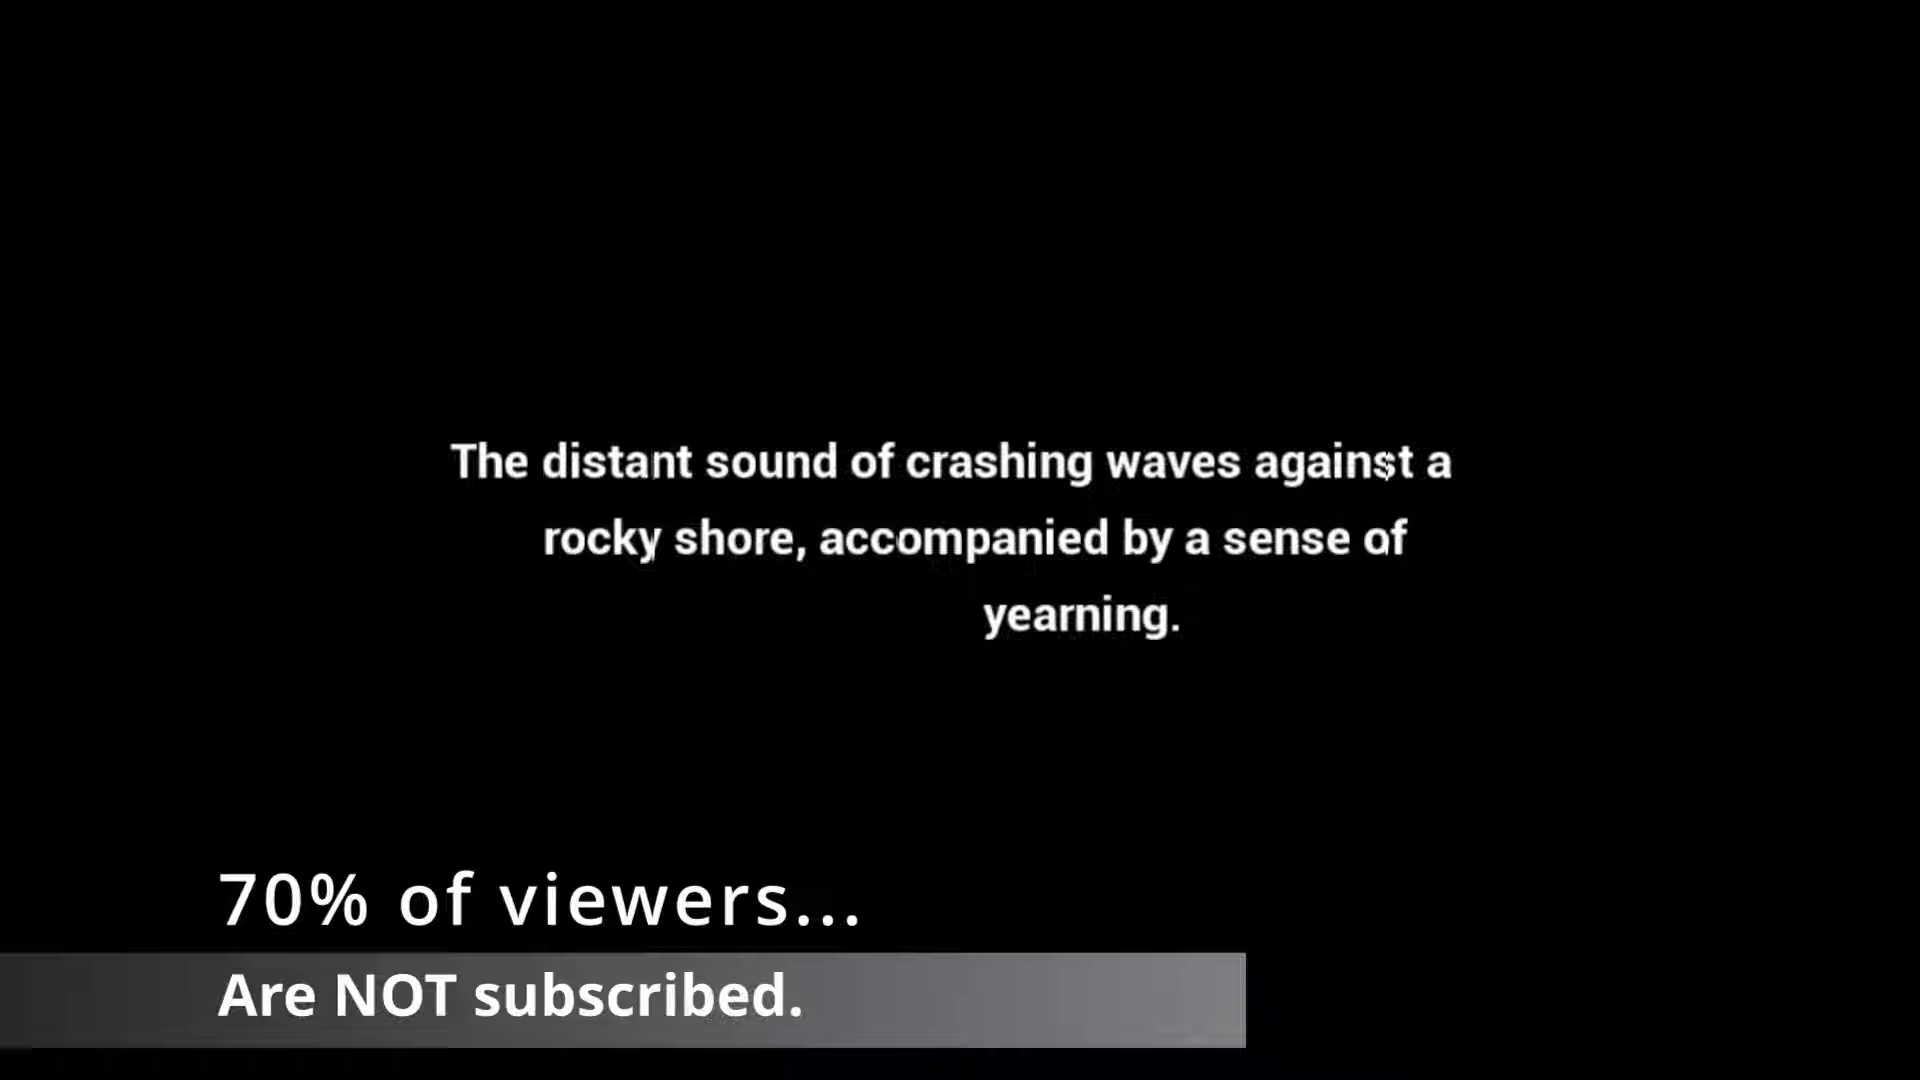 The distant sound of crashing waves against a
rocky shore, accompanied by a sense of
yearning.
70% of viewers...
Are NOT subscribed.